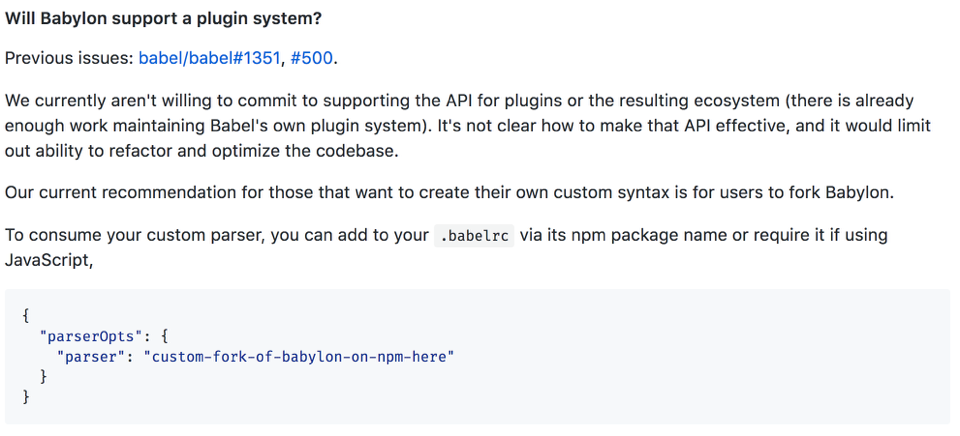 Will Babylon support a plugin system?
Previous issues: babel/babel#1351, #500.
We currently aren't willing to commit to supporting the API for plugins or the resulting ecosystem (there is already
enough work maintaining Babel's own plugin system). It's not clear how to make that API effective, and it would limit
out ability to refactor and optimize the codebase.
Our current recommendation for those that want to create their own custom syntax is for users to fork Babylon.
To consume your custom parser, you can add to your .babelrc via its npm package name or require it if using
JavaScript,
{
  "parserOpts": {
    "parser": "custom-fork-of-babylon-on-npm-here"
  }
}